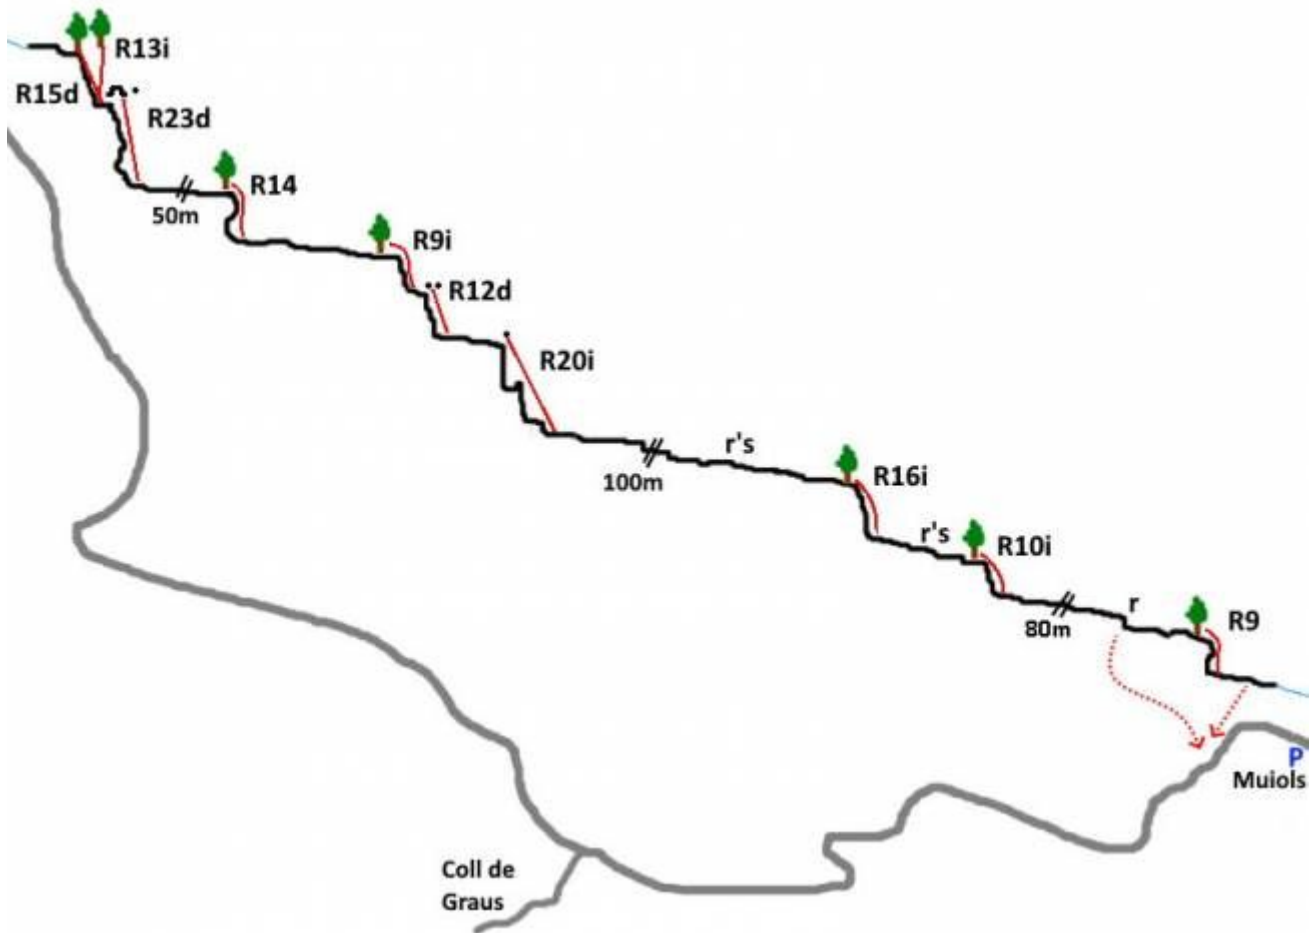 R13i
R15d
R23d
R14
50m
R9i
R12d
R20i
r's
100m
R16i
r's
R10i
r
80m
R9
P
Muiols
Coll de
Graus